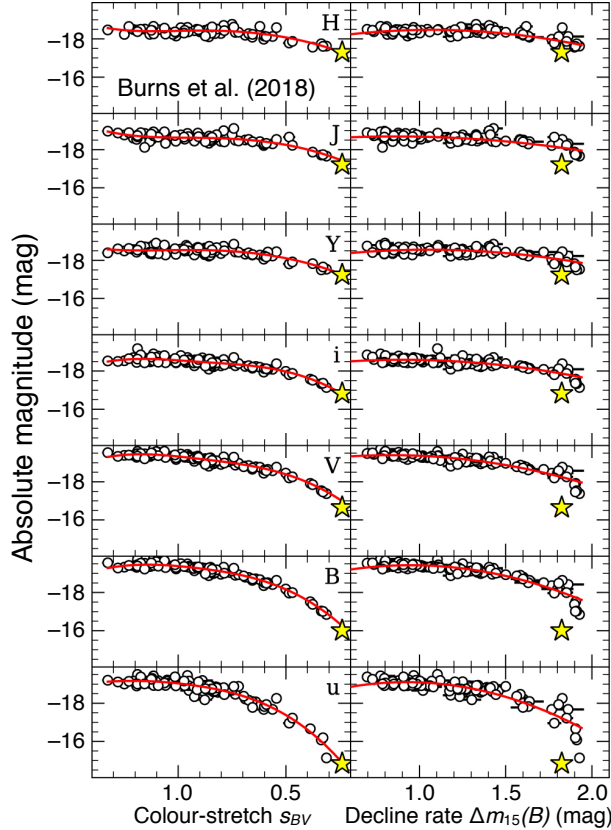 H
−18
−16
Burns et al. (2018)
J
−18
−16
Y
−18
−16
i
−18
−16
V
−18
−16
B
−18
−16
u
−18
−16
Absolute magnitude (mag)
1.0 0.5 1.0 1.5 2.0
Colour-stretch sBV Decline rate Δm15(B) (mag)